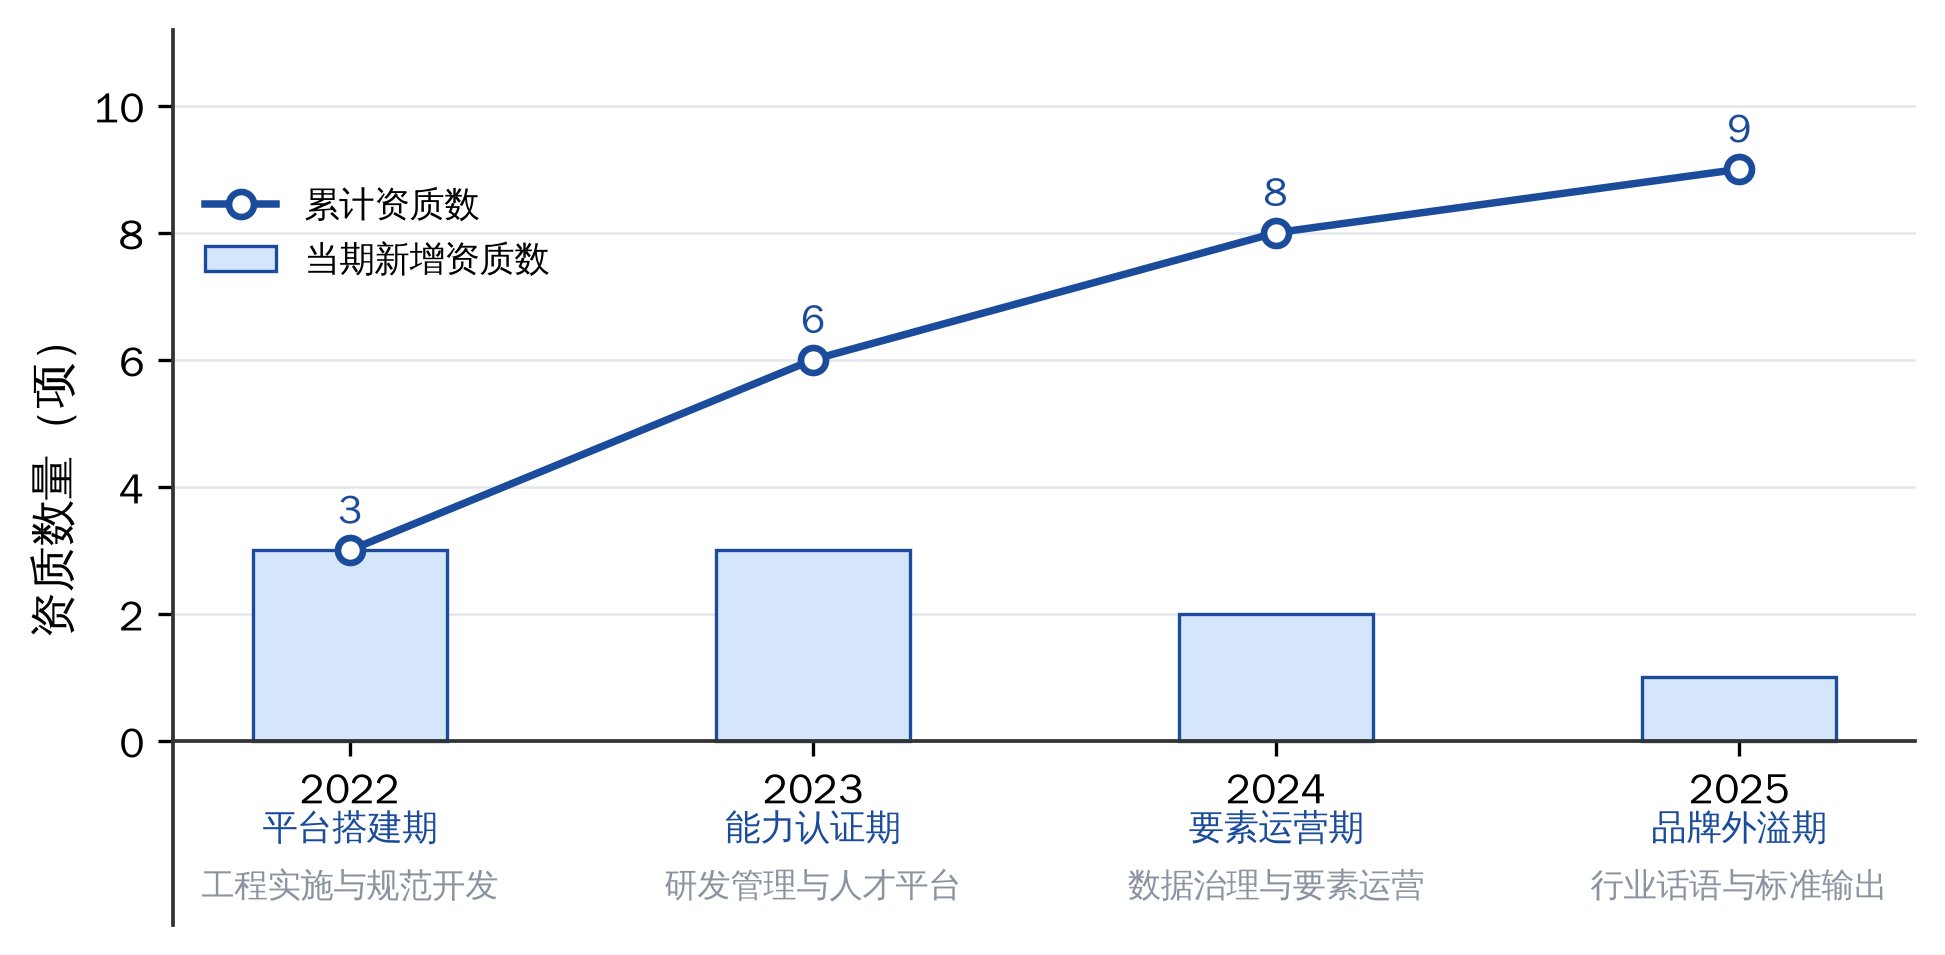 累计资质数
当期新增资质数
资质数量（项）
10
8
6
4
2
0
3
6
8
9
2022 2023 2024 2025
平台搭建期 能力认证期 要素运营期 品牌外溢期
工程实施与规范开发 研发管理与人才平台 数据治理与要素运营 行业话语与标准输出